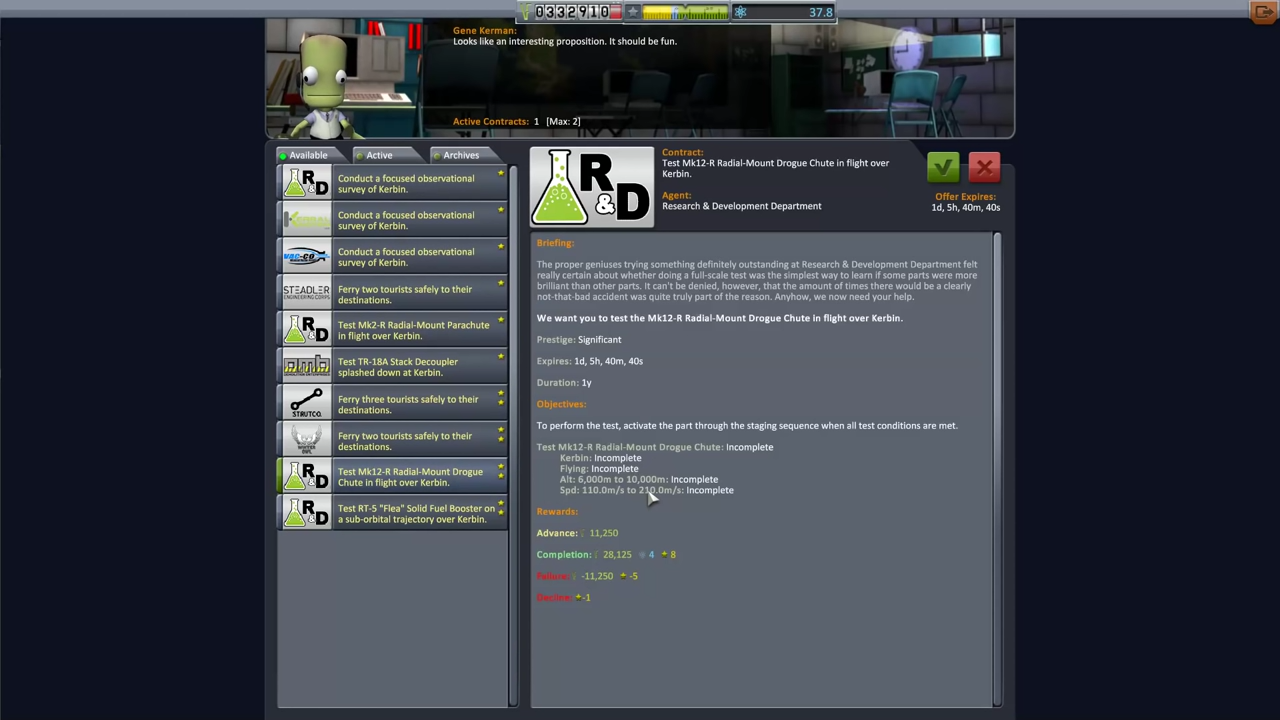 0332910
37.8
Gene Kerman:
Looks like an interesting proposition. It should be fun.
Active Contracts: 1 [Max: 2]
Available
Active
Archives
R&D
Conduct a focused observational
survey of Kerbin.
Conduct a focused observational
survey of Kerbin.
VAC-CO
Conduct a focused observational
survey of Kerbin.
STEADLER
ENGINEERING CORPS
Ferry two tourists safely to their
destinations.
R&D
Test Mk2-R Radial-Mount Parachute
in flight over Kerbin.
Test TR-18A Stack Decoupler
splashed down at Kerbin.
STRUTCO
Ferry three tourists safely to their
destinations.
Ferry two tourists safely to their
destinations.
R&D
Test Mk12-R Radial-Mount Drogue
Chute in flight over Kerbin.
R&D
Test RT-5 "Flea" Solid Fuel Booster on
a sub-orbital trajectory over Kerbin.
R&D
Contract:
Test Mk12-R Radial-Mount Drogue Chute in flight over
Kerbin.
Agent:
Research & Development Department
Offer Expires:
1d, 5h, 40m, 40s
Briefing:
The proper geniuses trying something definitely outstanding at Research & Development Department felt
really certain about whether doing a full-scale test was the simplest way to learn if some parts were more
brilliant than other parts. It can't be denied, however, that the amount of times there would be a clearly
not-that-bad accident was quite truly part of the reason. Anyhow, we now need your help.
We want you to test the Mk12-R Radial-Mount Drogue Chute in flight over Kerbin.
Prestige: Significant
Expires: 1d, 5h, 40m, 40s
Duration: 1y
Objectives:
To perform the test, activate the part through the staging sequence when all test conditions are met.
Test Mk12-R Radial-Mount Drogue Chute: Incomplete
Kerbin: Incomplete
Flying: Incomplete
Alt: 6,000m to 10,000m: Incomplete
Spd: 110.0m/s to 210.0m/s: Incomplete
Rewards:
Advance: 11,250
Completion: 28,125 4 8
Failure: -11,250 -5
Decline: -1